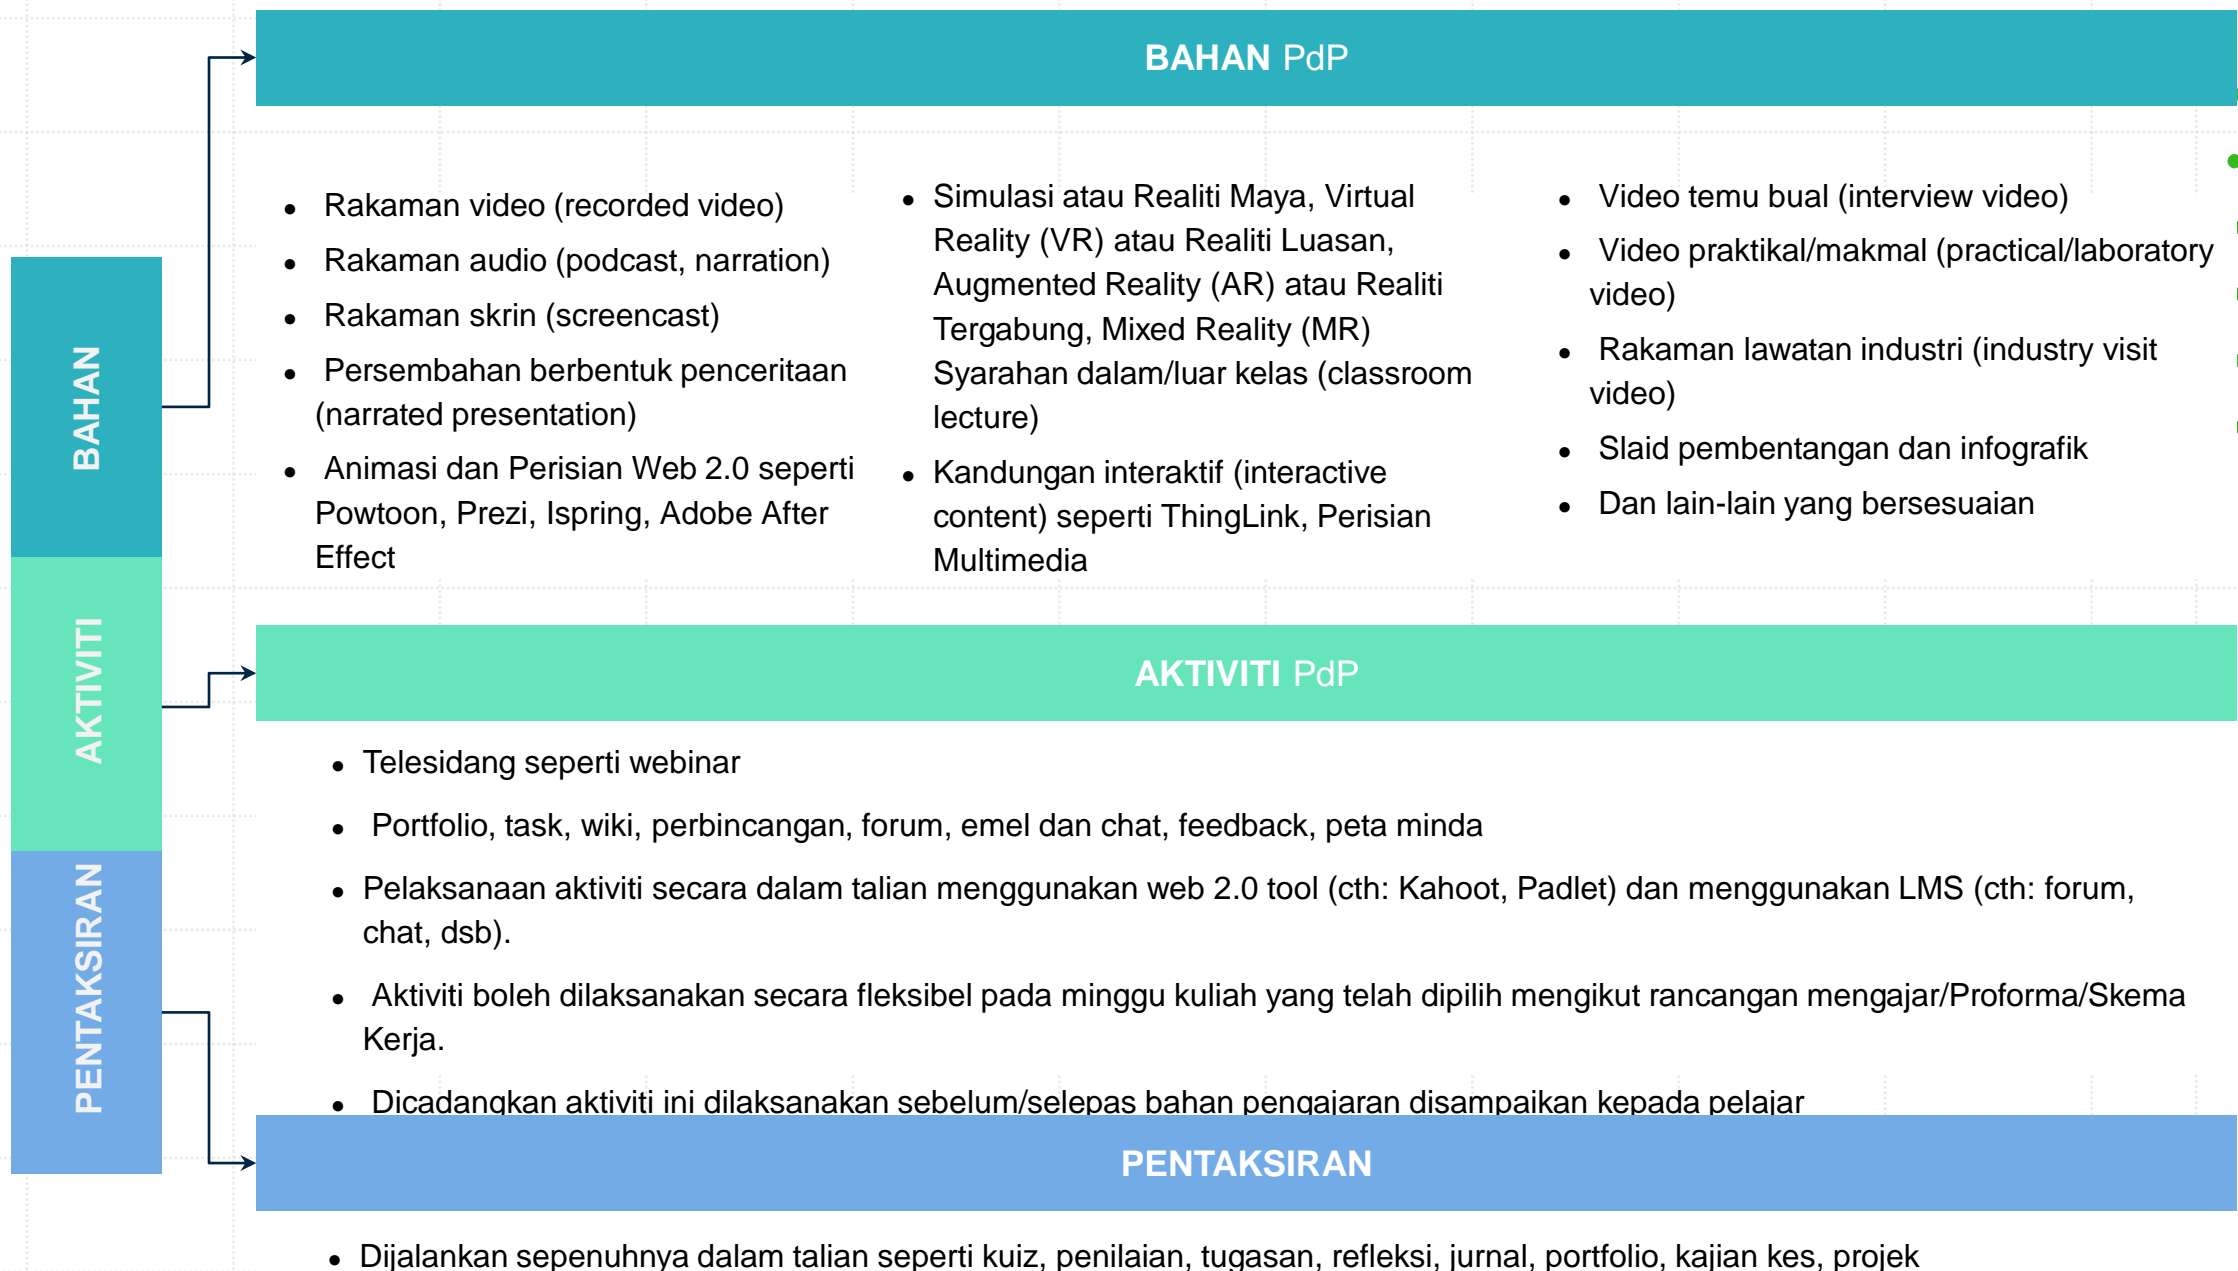 BAHAN PdP
BAHAN
Rakaman video (recorded video)
Rakaman audio (podcast, narration)
Rakaman skrin (screencast)
Persembahan berbentuk penceritaan
(narrated presentation)
Animasi dan Perisian Web 2.0 seperti
Powtoon, Prezi, Ispring, Adobe After
Effect
Simulasi atau Realiti Maya, Virtual
Reality (VR) atau Realiti Luasan,
Augmented Reality (AR) atau Realiti
Tergabung, Mixed Reality (MR)
Syarahan dalam/luar kelas (classroom
lecture)
Kandungan interaktif (interactive
content) seperti ThingLink, Perisian
Multimedia
Video temu bual (interview video)
Video praktikal/makmal (practical/laboratory
video)
Rakaman lawatan industri (industry visit
video)
Slaid pembentangan dan infografik
Dan lain-lain yang bersesuaian
AKTIVITI
AKTIVITI PdP
Telesidang seperti webinar
Portfolio, task, wiki, perbincangan, forum, emel dan chat, feedback, peta minda
Pelaksanaan aktiviti secara dalam talian menggunakan web 2.0 tool (cth: Kahoot, Padlet) dan menggunakan LMS (cth: forum,
chat, dsb).
Aktiviti boleh dilaksanakan secara fleksibel pada minggu kuliah yang telah dipilih mengikut rancangan mengajar/Proforma/Skema
Kerja.
Dicadangkan aktiviti ini dilaksanakan sebelum/selepas bahan pengajaran disampaikan kepada pelajar
PENTAKSIRAN
PENTAKSIRAN
Dijalankan sepenuhnya dalam talian seperti kuiz, penilaian, tugasan, refleksi, jurnal, portfolio, kajian kes, projek